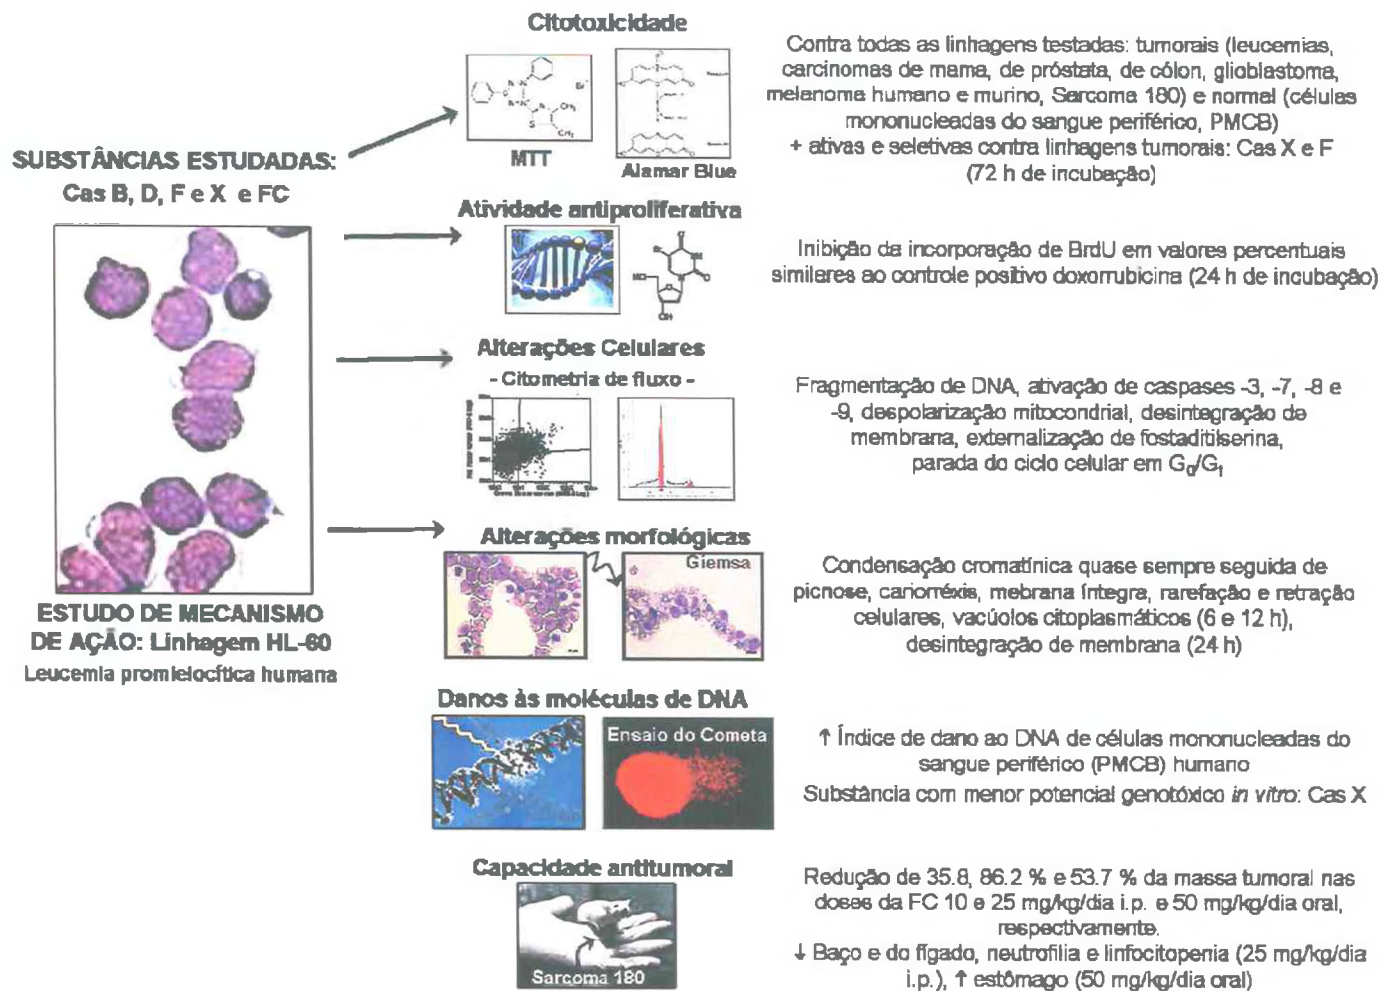 Citotoxicidade
MTT
Alamar Blue
Contra todas as linhagens testadas: tumorais (leucemias,
carcinomas de mama, de próstata, de cólon, glioblastoma,
melanoma humano e murino, Sarcoma 180) e normal (células
mononucleadas do sangue periférico, PMCB)
+ ativas e seletivas contra linhagens tumorais: Cas X e F
(72 h de incubação)
SUBSTÂNCIAS ESTUDADAS:
Cas B, D, F e X e FC
Atividade antiproliferativa
Inibição da incorporação de BrdU em valores percentuais
similares ao controle positivo doxorrubicina (24 h de incubação)
Alterações Celulares
- Citometria de fluxo -
Fragmentação de DNA, ativação de caspases -3, -7, -8 e
-9, despolarização mitocondrial, desintegração de
membrana, externalização de fostaditilserina,
parada do ciclo celular em G0/G1
Alterações morfológicas
Giemsa
Condensação cromatínica quase sempre seguida de
picnose, cariorréxis, mebrana íntegra, rarefação e retração
celulares, vacúolos citoplasmáticos (6 e 12 h),
desintegração de membrana (24 h)
ESTUDO DE MECANISMO
DE AÇÃO: Linhagem HL-60
Leucemia promielocítica humana
Danos às moléculas de DNA
Ensaio do Cometa
↑ Índice de dano ao DNA de células mononucleadas do
sangue periférico (PMCB) humano
Substância com menor potencial genotóxico in vitro: Cas X
Capacidade antitumoral
Sarcoma 180
Redução de 35.8, 86.2 % e 53.7 % da massa tumoral nas
doses da FC 10 e 25 mg/kg/dia i.p. e 50 mg/kg/dia oral,
respectivamente.
↓ Baço e do fígado, neutrofilia e linfocitopenia (25 mg/kg/dia
i.p.), ↑ estômago (50 mg/kg/dia oral)